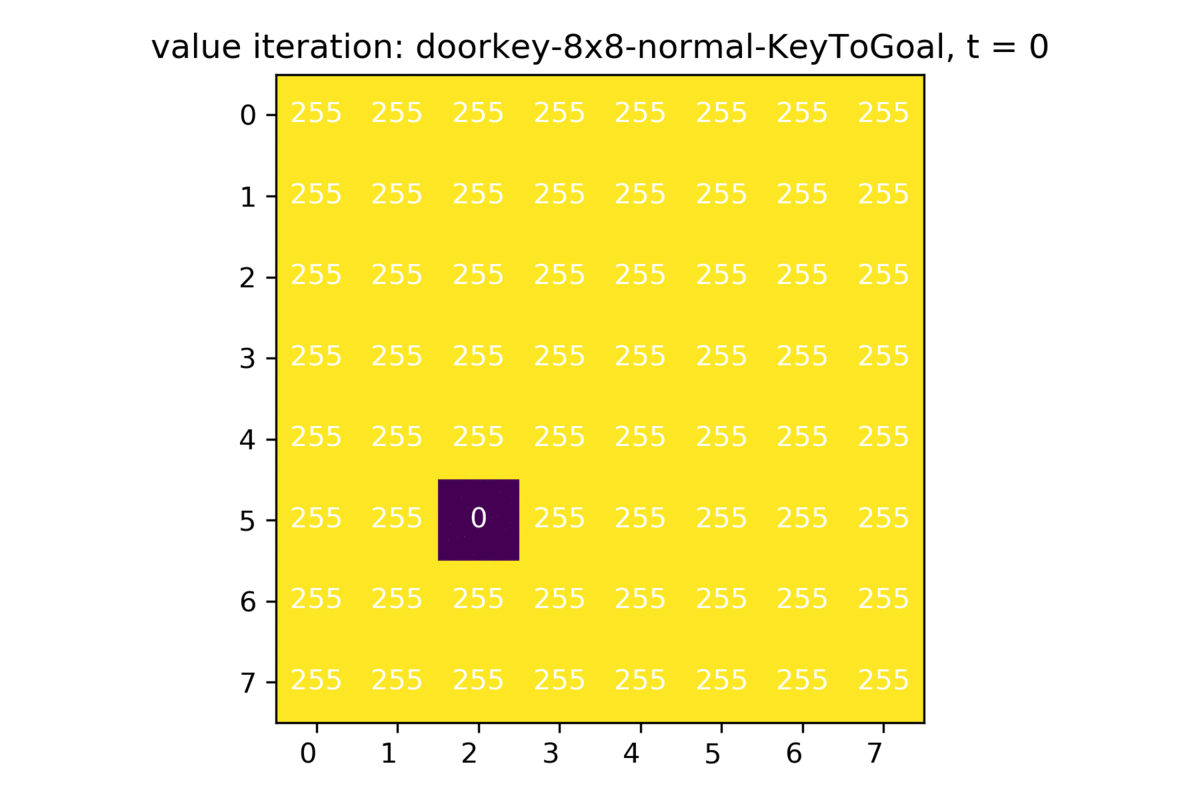 value iteration: doorkey-8x8-normal-KeyToGoal, t = 0
0 255 255 255 255 255 255 255 255
1 255 255 255 255 255 255 255 255
2 255 255 255 255 255 255 255 255
3 255 255 255 255 255 255 255 255
4 255 255 255 255 255 255 255 255
5 255 255 0 255 255 255 255 255
6 255 255 255 255 255 255 255 255
7 255 255 255 255 255 255 255 255
0 1 2 3 4 5 6 7